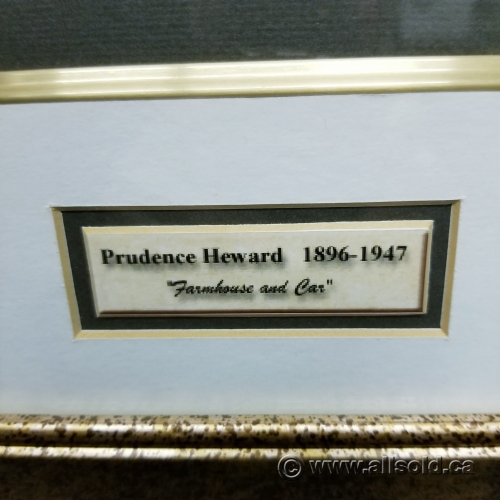 Prudence Heward 1896-1947
"Farmhouse and Car"
© www.allsold.ca